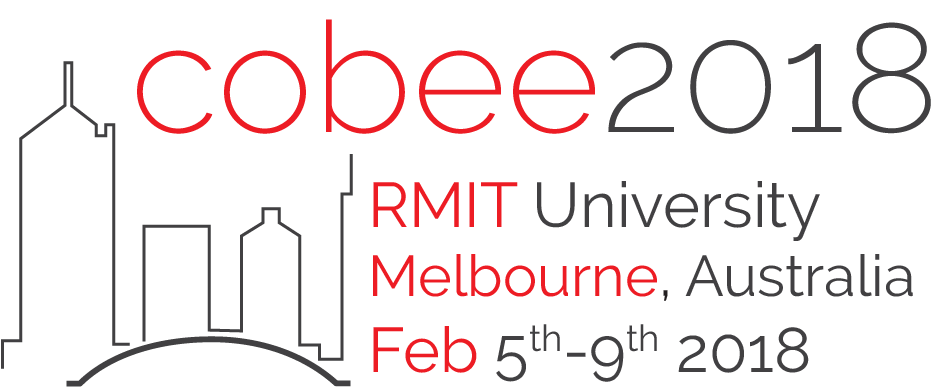 cobee2018
RMIT University
Melbourne, Australia
Feb 5th-9th 2018